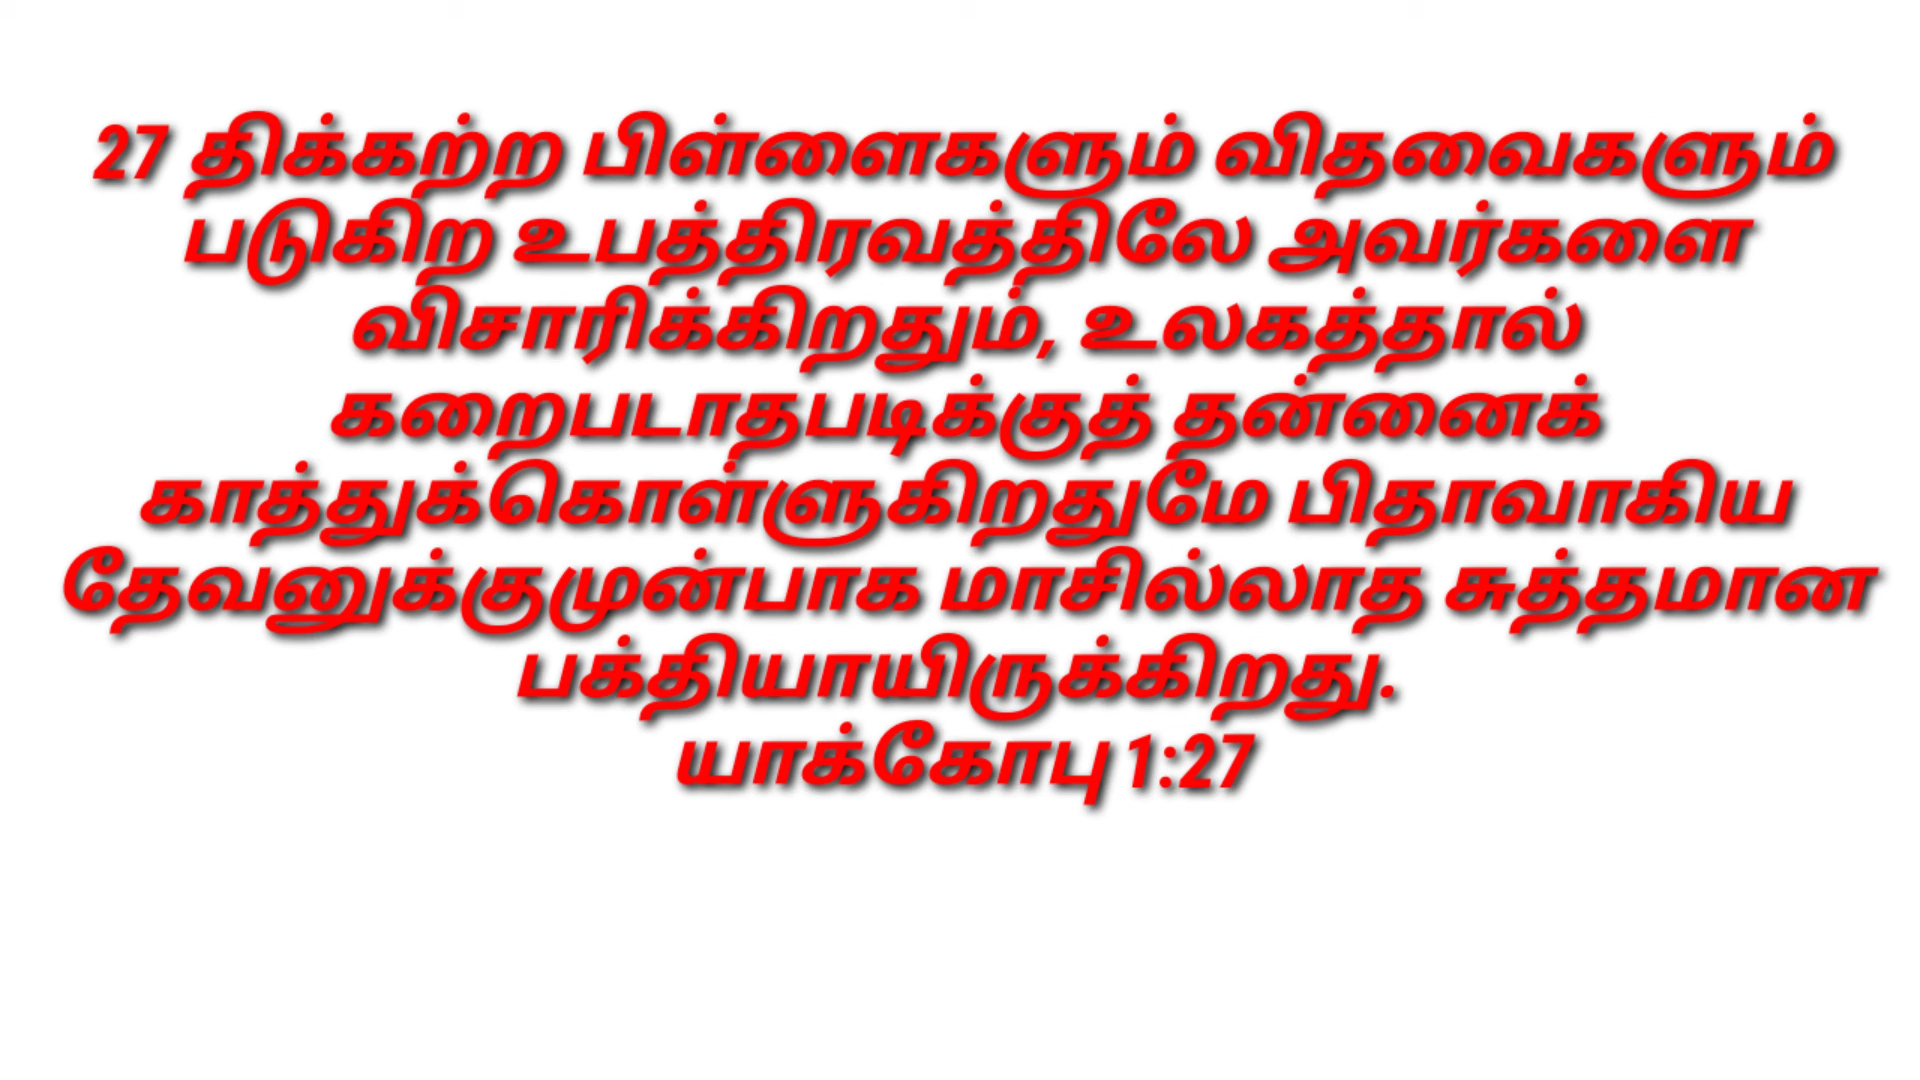 27 திக்கற்ற பிள்ளைகளும் விதவைகளும்
படுகிற உபத்திரவத்திலே அவர்களை
விசாரிக்கிறதும், உலகத்தால்
கறைபடாதபடிக்குத் தன்னைக்
காத்துக்கொள்ளுகிறதுமே பிதாவாகிய
தேவனுக்குமுன்பாக மாசில்லாத சுத்தமான
பக்தியாயிருக்கிறது.
யாக்கோபு 1:27